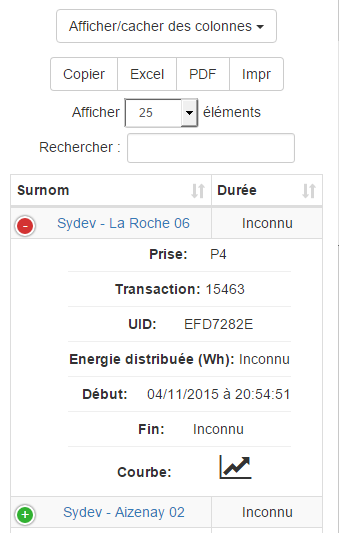 Afficher/cacher des colonnes
Copier Excel PDF Impr
Afficher 25 éléments
Rechercher :
Surnom Durée
Sydev - La Roche 06 Inconnu
Prise: P4
Transaction: 15463
UID: EFD7282E
Energie distribuée (Wh): Inconnu
Début: 04/11/2015 à 20:54:51
Fin: Inconnu
Courbe:
Sydev - Aizenay 02 Inconnu